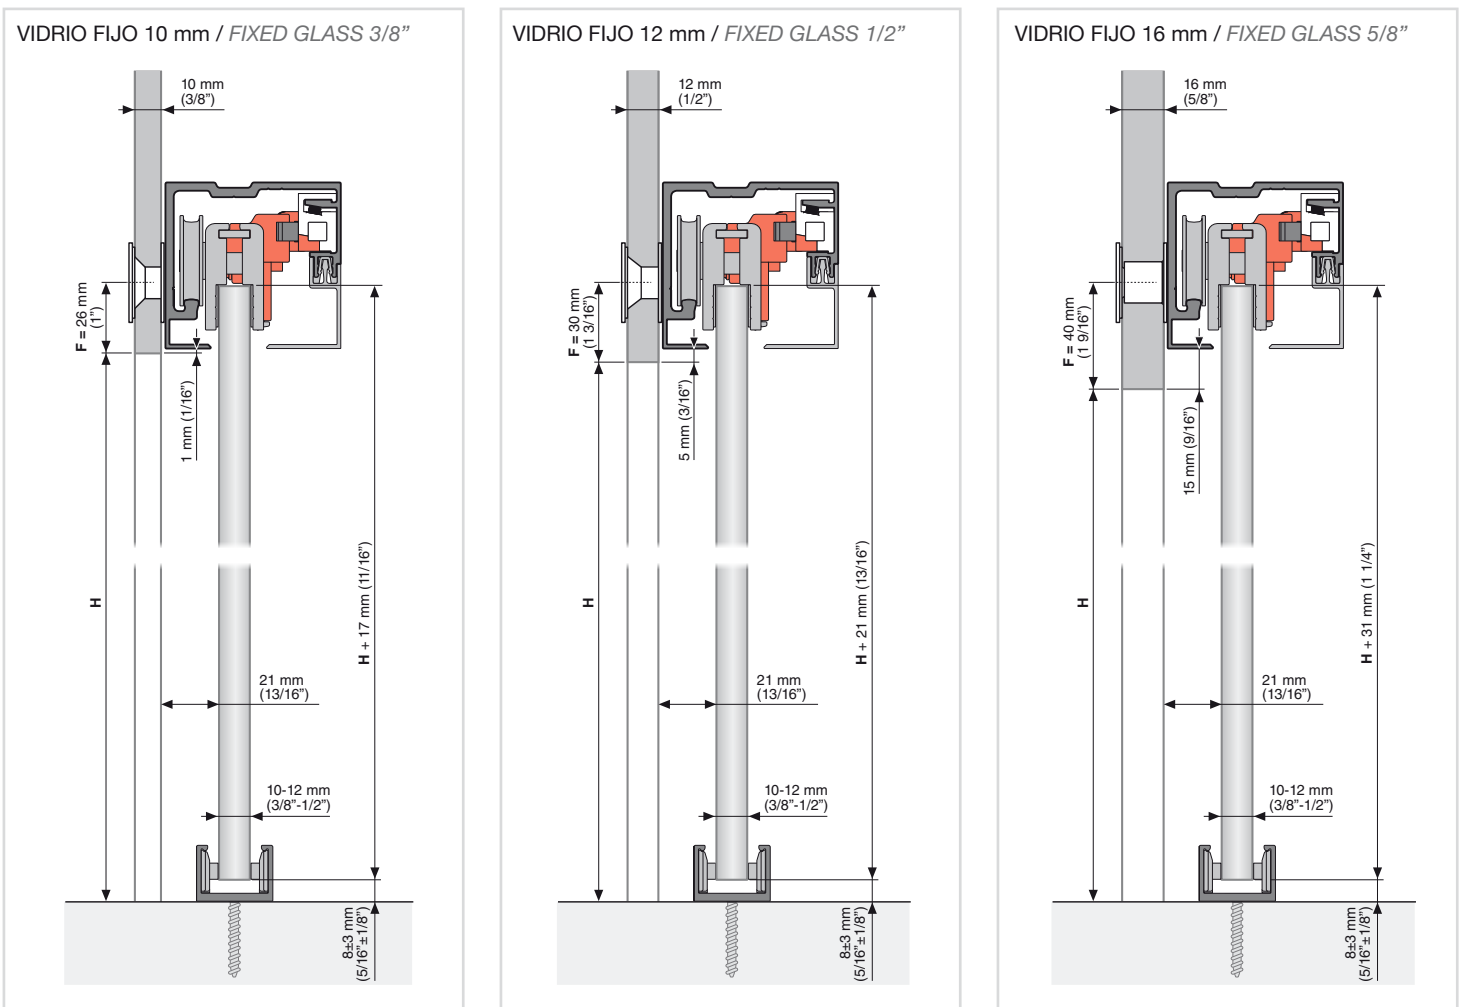 VIDRIO FIJO 10 mm / FIXED GLASS 3/8”
10 mm
(3/8”)
F = 26 mm
(1”)
1 mm (1/16”)
H
H + 17 mm (11/16”)
21 mm
(13/16”)
10-12 mm
(3/8”-1/2”)
8±3 mm
(5/16”±1/8”)
VIDRIO FIJO 12 mm / FIXED GLASS 1/2”
12 mm
(1/2”)
F = 30 mm
(1 3/16”)
5 mm (3/16”)
H
H + 21 mm (13/16”)
21 mm
(13/16”)
10-12 mm
(3/8”-1/2”)
8±3 mm
(5/16”±1/8”)
VIDRIO FIJO 16 mm / FIXED GLASS 5/8”
16 mm
(5/8”)
F = 40 mm
(1 9/16”)
15 mm (9/16”)
H
H + 31 mm (1 1/4”)
21 mm
(13/16”)
10-12 mm
(3/8”-1/2”)
8±3 mm
(5/16”±1/8”)